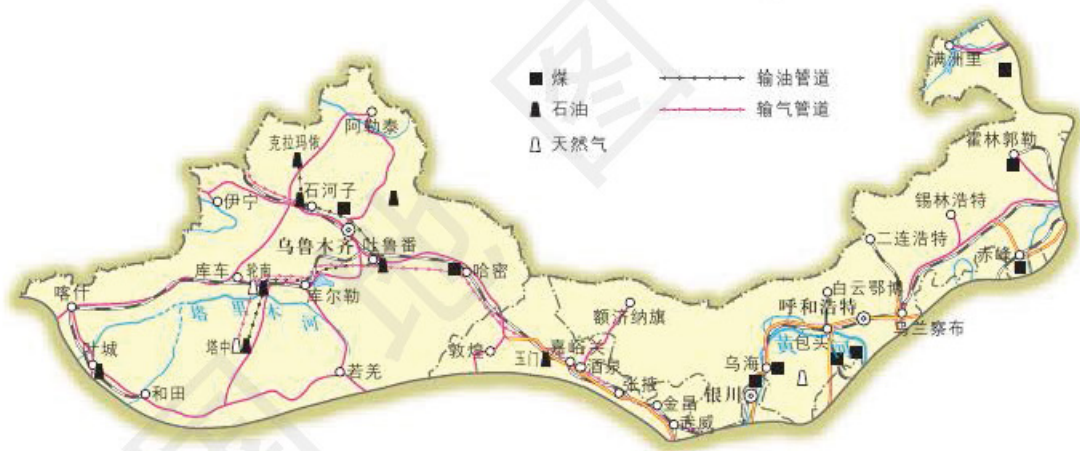 满洲里
煤
输油管道
石油
输气管道
天然气
阿勒泰
克拉玛依
霍林郭勒
石河子
伊宁
锡林浩特
乌鲁木齐
吐鲁番
二连浩特
赤峰
库车
轮南
哈密
喀什
库尔勒
白云鄂博
塔里木河
额济纳旗
呼和浩特
乌兰察布
黄河
包头
塔中
叶城
敦煌
玉门
嘉峪关
酒泉
乌海
若羌
和田
张掖
银川
金昌
武威
图
地
图